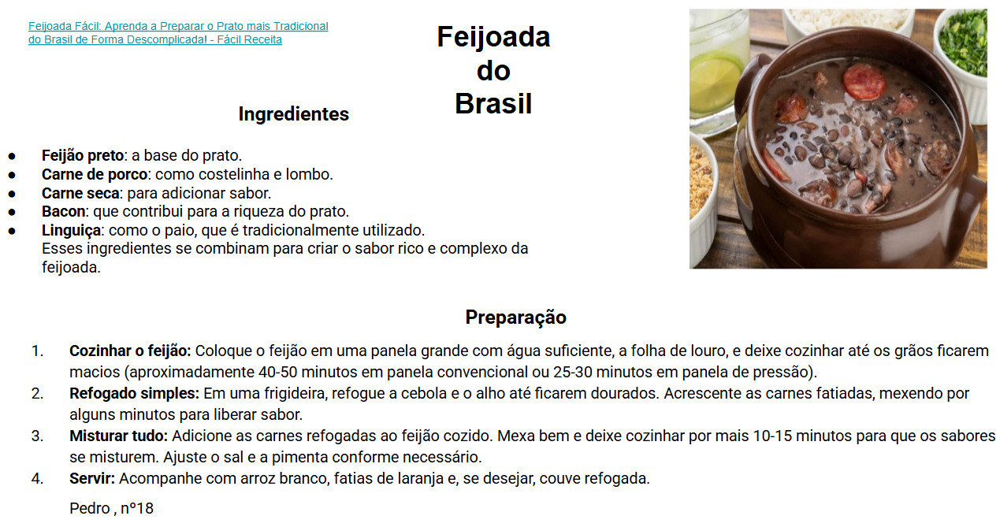 Feijoada Fácil: Aprenda a Preparar o Prato mais Tradicional
do Brasil de Forma Descomplicada! - Fácil Receita
Feijoada
do
Brasil
Ingredientes
● Feijão preto: a base do prato.
● Carne de porco: como costelinha e lombo.
● Carne seca: para adicionar sabor.
● Bacon: que contribui para a riqueza do prato.
● Linguiça: como o paio, que é tradicionalmente utilizado.
Esses ingredientes se combinam para criar o sabor rico e complexo da
feijoada.
Preparação
1. Cozinhar o feijão: Coloque o feijão em uma panela grande com água suficiente, a folha de louro, e deixe cozinhar até os grãos ficarem
macios (aproximadamente 40-50 minutos em panela convencional ou 25-30 minutos em panela de pressão).
2. Refogado simples: Em uma frigideira, refogue a cebola e o alho até ficarem dourados. Acrescente as carnes fatiadas, mexendo por
alguns minutos para liberar sabor.
3. Misturar tudo: Adicione as carnes refogadas ao feijão cozido. Mexa bem e deixe cozinhar por mais 10-15 minutos para que os sabores
se misturem. Ajuste o sal e a pimenta conforme necessário.
4. Servir: Acompanhe com arroz branco, fatias de laranja e, se desejar, couve refogada.
Pedro , nº18